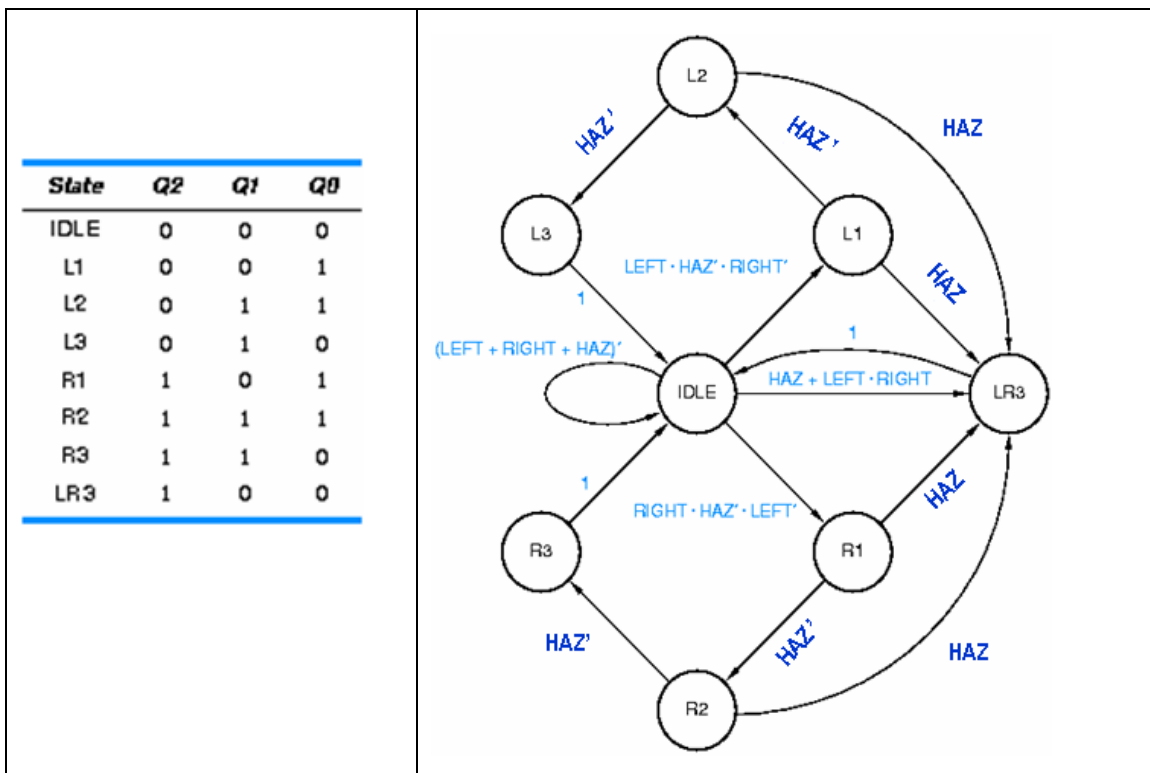 State Q2 Q1 Q0
IDLE 0 0 0
L1 0 0 1
L2 0 1 1
L3 0 1 0
R1 1 0 1
R2 1 1 1
R3 1 1 0
LR3 1 0 0
L2
HAZ' HAZ' HAZ
L3 L1
LEFT · HAZ' · RIGHT' HAZ
1
(LEFT + RIGHT + HAZ)' 1
IDLE HAZ + LEFT · RIGHT LR3
1 RIGHT · HAZ' · LEFT' HAZ
R3 R1
HAZ' HAZ' HAZ
R2